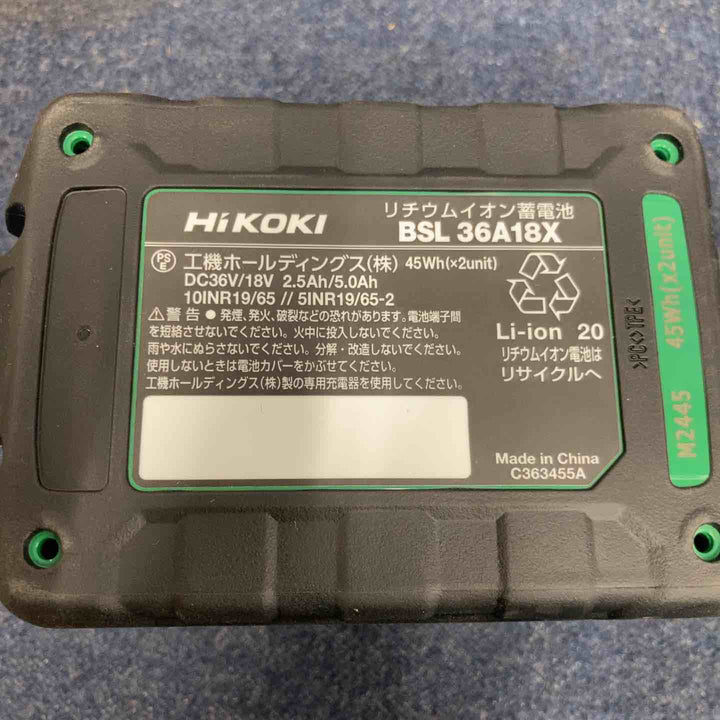 HiKOKI
リチウムイオン蓄電池
BSL 36A18X
PS
E
工機ホールディングス(株) 45Wh(×2unit)
DC36V/18V 2.5Ah/5.0Ah
10INR19/65 // 5INR19/65-2
⚠警告 ● 発煙、発火、破裂などの恐れがあります。電池端子間
を短絡させないでください。火中に投入しないでください。
雨や水にぬらさないでください。分解・改造しないでください。
使用しないときは電池カバーをかぶせてください。
工機ホールディングス(株)製の専用充電器を使用してください。
Li-ion 20
リチウムイオン電池は
リサイクルへ
Made in China
C363455A
>PC<>TPE<
M2445 45Wh(x2unit)